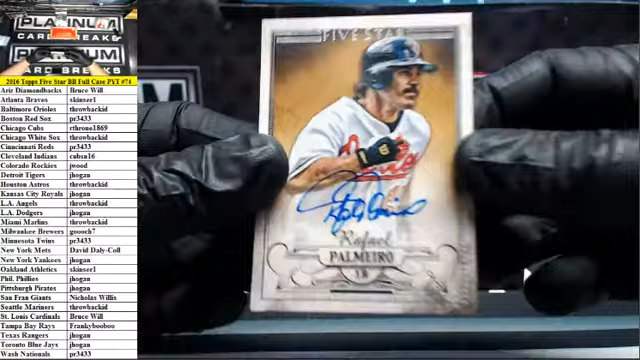 PLATINUM
CARD BREAKS
PLATINUM
CARD BREAKS
2016 Topps Five Star BB Full Case PYT #74
Ariz Diamondbacks Bruce Will
Atlanta Braves skinser1
Baltimore Orioles throwbackid
Boston Red Sox pr3433
Chicago Cubs rthrone1869
Chicago White Sox throwbackid
Cincinnati Reds pr3433
Cleveland Indians cubsn16
Colorado Rockies jwood
Detroit Tigers jhogan
Houston Astros throwbackid
Kansas City Royals jhogan
L.A. Angels throwbackid
L.A. Dodgers jhogan
Miami Marlins throwbackid
Milwaukee Brewers goooch7
Minnesota Twins pr3433
New York Mets David Daly-Coll
New York Yankees jhogan
Oakland Athletics skinser1
Phil. Phillies jhogan
Pittsburgh Pirates jhogan
San Fran Giants Nicholas Willis
Seattle Mariners throwbackid
St. Louis Cardinals Bruce Will
Tampa Bay Rays Frankybooboo
Texas Rangers jhogan
Toronto Blue Jays jhogan
Wash Nationals pr3433
FIVE STAR
Rafael
PALMEIRO
1B